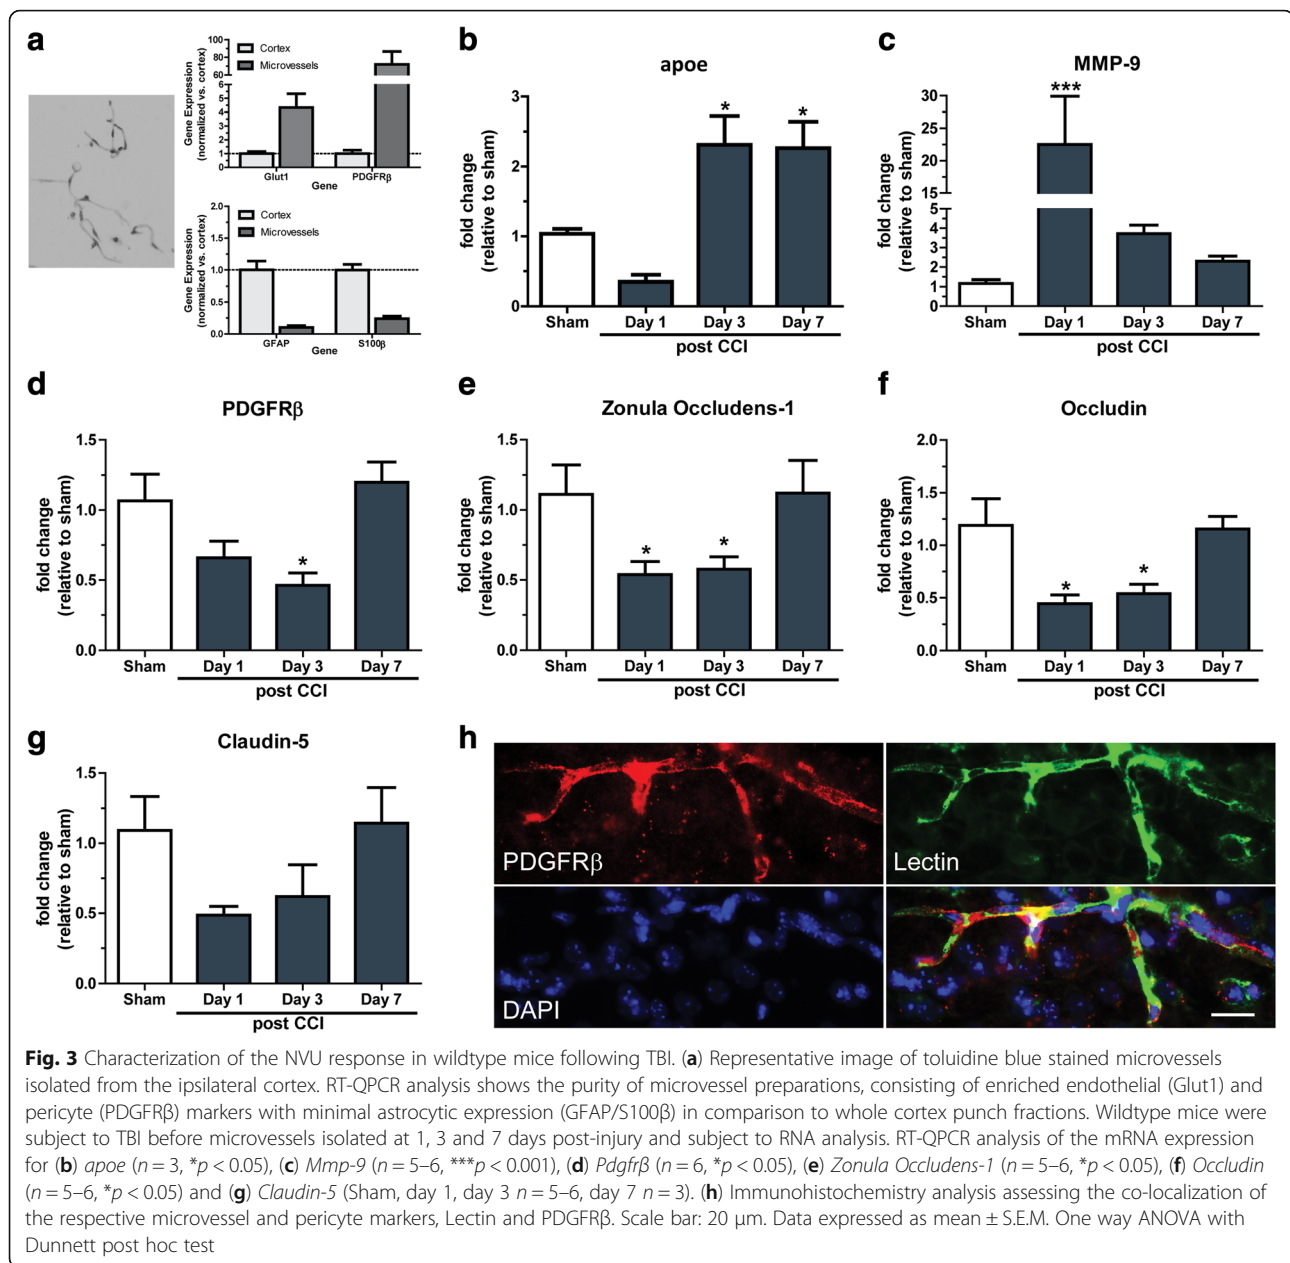 a
Gene Expression
(normalized vs. cortex)
100
80
60
6
5
4
3
2
1
0
Cortex
Microvessels
Glut1
PDGFRβ
Gene
Gene Expression
(normalized vs. cortex)
2.0
1.5
1.0
0.5
0.0
Cortex
Microvessels
GFAP
S100β
Gene
b
apoe
fold change
(relative to sham)
3
2
1
0
*
*
Sham
Day 1
Day 3
Day 7
post CCI
c
MMP-9
fold change
(relative to sham)
30
25
20
15
5
4
3
2
1
0
***
Sham
Day 1
Day 3
Day 7
post CCI
d
PDGFRβ
fold change
(relative to sham)
1.5
1.0
0.5
0.0
*
Sham
Day 1
Day 3
Day 7
post CCI
e
Zonula Occludens-1
fold change
(relative to sham)
1.5
1.0
0.5
0.0
*
*
Sham
Day 1
Day 3
Day 7
post CCI
f
Occludin
fold change
(relative to sham)
2.0
1.5
1.0
0.5
0.0
*
*
Sham
Day 1
Day 3
Day 7
post CCI
g
Claudin-5
fold change
(relative to sham)
1.5
1.0
0.5
0.0
Sham
Day 1
Day 3
Day 7
post CCI
h
PDGFRβ
Lectin
DAPI
Fig. 3 Characterization of the NVU response in wildtype mice following TBI. (a) Representative image of toluidine blue stained microvessels
isolated from the ipsilateral cortex. RT-QPCR analysis shows the purity of microvessel preparations, consisting of enriched endothelial (Glut1) and
pericyte (PDGFRβ) markers with minimal astrocytic expression (GFAP/S100β) in comparison to whole cortex punch fractions. Wildtype mice were
subject to TBI before microvessels isolated at 1, 3 and 7 days post-injury and subject to RNA analysis. RT-QPCR analysis of the mRNA expression
for (b) apoe (n = 3, *p < 0.05), (c) Mmp-9 (n = 5–6, ***p < 0.001), (d) Pdgfrβ (n = 6, *p < 0.05), (e) Zonula Occludens-1 (n = 5–6, *p < 0.05), (f) Occludin
(n = 5–6, *p < 0.05) and (g) Claudin-5 (Sham, day 1, day 3 n = 5–6, day 7 n = 3). (h) Immunohistochemistry analysis assessing the co-localization of
the respective microvessel and pericyte markers, Lectin and PDGFRβ. Scale bar: 20 μm. Data expressed as mean ± S.E.M. One way ANOVA with
Dunnett post hoc test